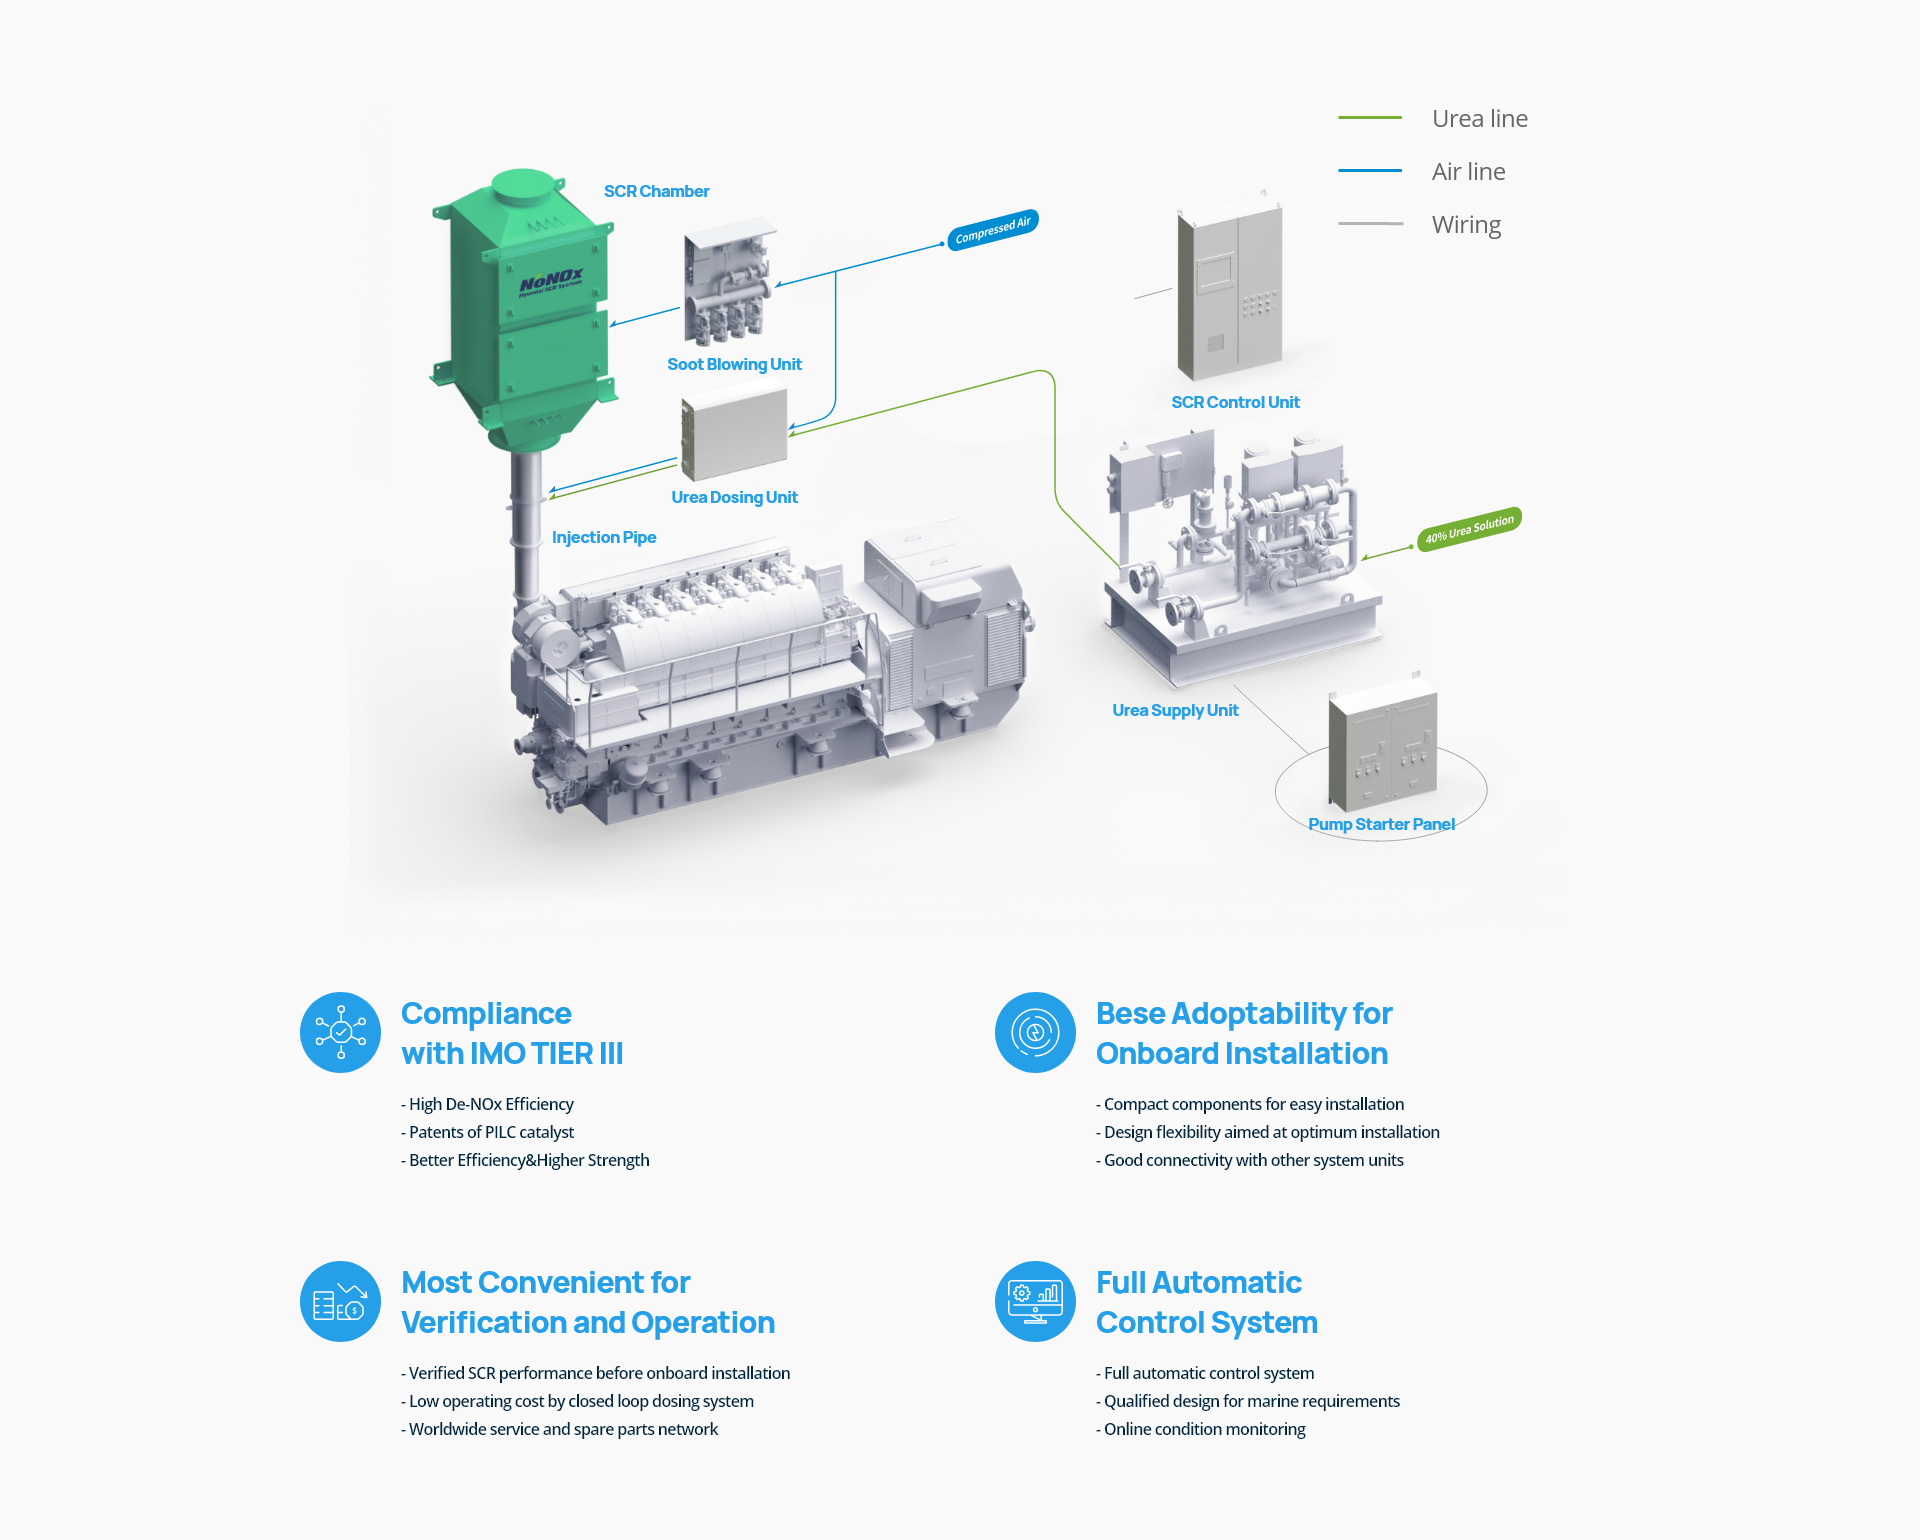 Urea line
Air line
Wiring
SCR Chamber
Compressed Air
NoNOx
Hyundai SCR System
Soot Blowing Unit
SCR Control Unit
Urea Dosing Unit
40% Urea Solution
Injection Pipe
Urea Supply Unit
Pump Starter Panel
Compliance
with IMO TIER III
- High De-NOx Efficiency
- Patents of PILC catalyst
- Better Efficiency&Higher Strength
Bese Adoptability for
Onboard Installation
- Compact components for easy installation
- Design flexibility aimed at optimum installation
- Good connectivity with other system units
Most Convenient for
Verification and Operation
- Verified SCR performance before onboard installation
- Low operating cost by closed loop dosing system
- Worldwide service and spare parts network
Full Automatic
Control System
- Full automatic control system
- Qualified design for marine requirements
- Online condition monitoring